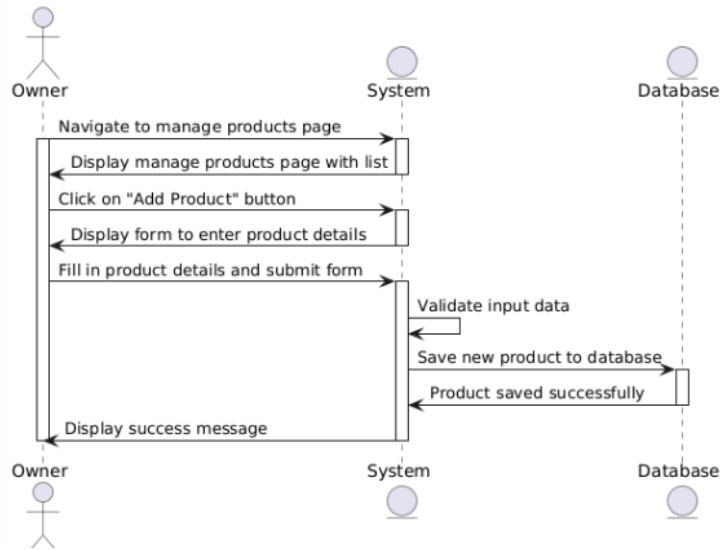 Owner
System
Database
Navigate to manage products page
Display manage products page with list
Click on "Add Product" button
Display form to enter product details
Fill in product details and submit form
Validate input data
Save new product to database
Product saved successfully
Display success message
Owner
System
Database